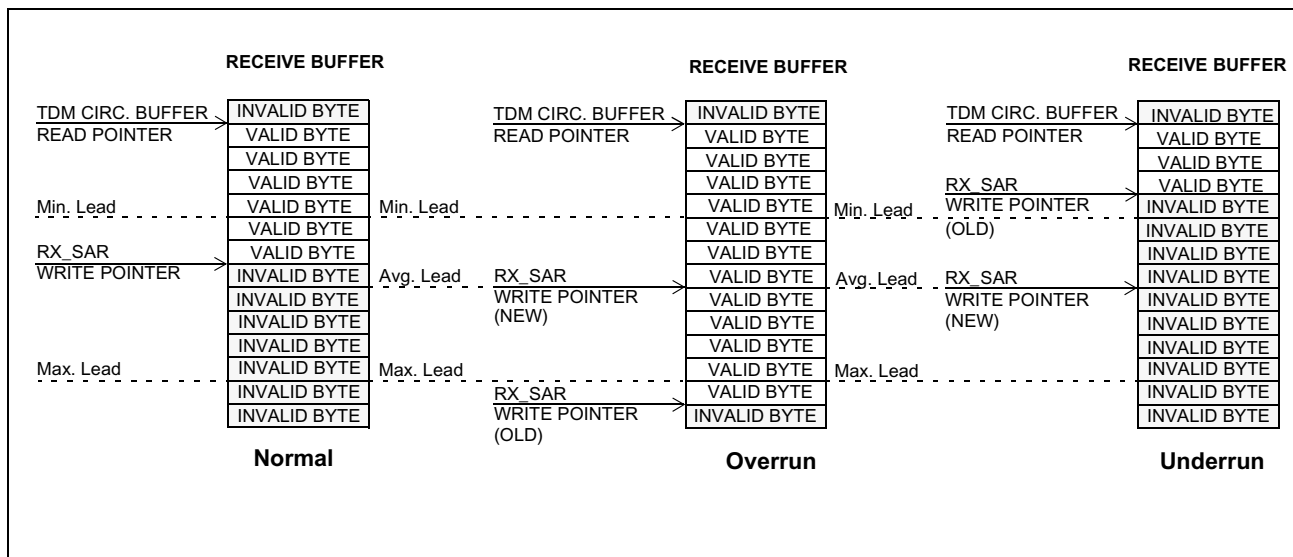 RECEIVE BUFFER
TDM CIRC. BUFFER
READ POINTER
Min. Lead
RX_SAR
WRITE POINTER
Max. Lead
INVALID BYTE
VALID BYTE
VALID BYTE
VALID BYTE
VALID BYTE
VALID BYTE
VALID BYTE
INVALID BYTE
INVALID BYTE
INVALID BYTE
INVALID BYTE
INVALID BYTE
INVALID BYTE
INVALID BYTE
Normal
RECEIVE BUFFER
TDM CIRC. BUFFER
READ POINTER
Min. Lead
Avg. Lead
RX_SAR
WRITE POINTER
(NEW)
Max. Lead
RX_SAR
WRITE POINTER
(OLD)
INVALID BYTE
VALID BYTE
VALID BYTE
VALID BYTE
VALID BYTE
VALID BYTE
VALID BYTE
VALID BYTE
VALID BYTE
VALID BYTE
VALID BYTE
VALID BYTE
VALID BYTE
INVALID BYTE
Overrun
RECEIVE BUFFER
TDM CIRC. BUFFER
READ POINTER
RX_SAR
Min. Lead
WRITE POINTER
(OLD)
Avg. Lead
RX_SAR
WRITE POINTER
(NEW)
Max. Lead
INVALID BYTE
VALID BYTE
VALID BYTE
VALID BYTE
INVALID BYTE
INVALID BYTE
INVALID BYTE
INVALID BYTE
INVALID BYTE
INVALID BYTE
INVALID BYTE
INVALID BYTE
INVALID BYTE
INVALID BYTE
Underrun